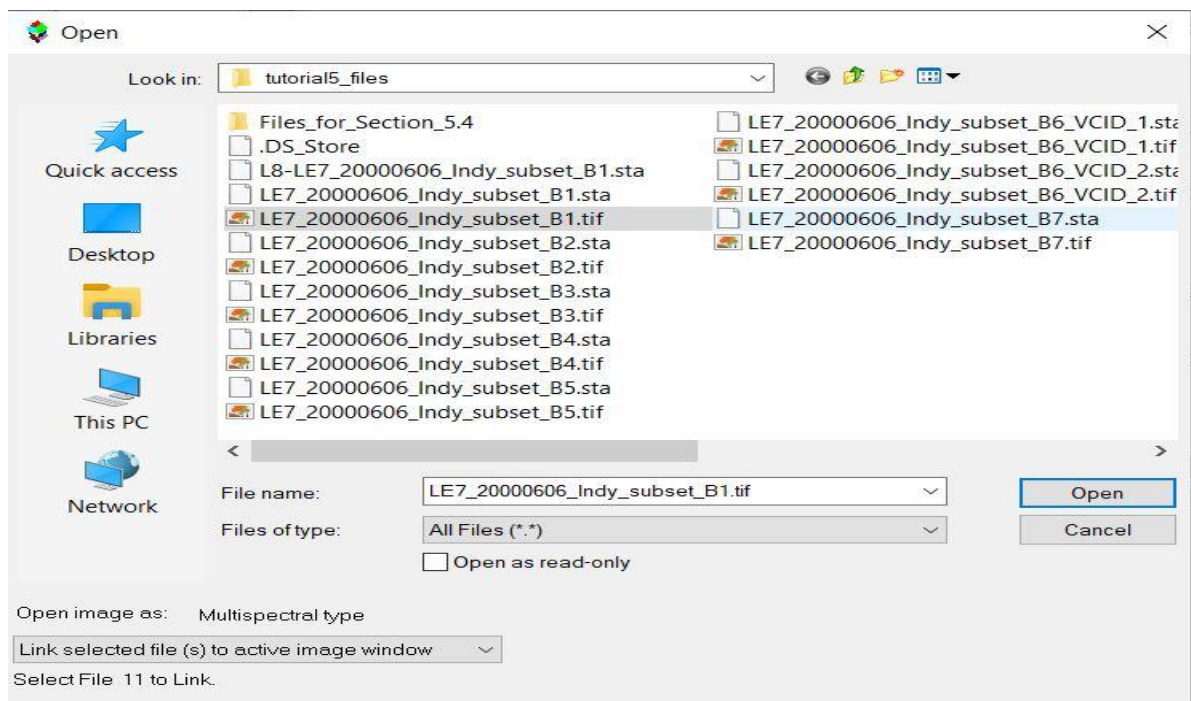 Open
Look in: tutorial5_files
Quick access
Desktop
Libraries
This PC
Network
Files_for_Section_5.4
.DS_Store
L8-LE7_20000606_Indy_subset_B1.sta
LE7_20000606_Indy_subset_B1.sta
LE7_20000606_Indy_subset_B1.tif
LE7_20000606_Indy_subset_B2.sta
LE7_20000606_Indy_subset_B2.tif
LE7_20000606_Indy_subset_B3.sta
LE7_20000606_Indy_subset_B3.tif
LE7_20000606_Indy_subset_B4.sta
LE7_20000606_Indy_subset_B4.tif
LE7_20000606_Indy_subset_B5.sta
LE7_20000606_Indy_subset_B5.tif
LE7_20000606_Indy_subset_B6_VCID_1.sta
LE7_20000606_Indy_subset_B6_VCID_1.tif
LE7_20000606_Indy_subset_B6_VCID_2.sta
LE7_20000606_Indy_subset_B6_VCID_2.tif
LE7_20000606_Indy_subset_B7.sta
LE7_20000606_Indy_subset_B7.tif
File name: LE7_20000606_Indy_subset_B1.tif Open
Files of type: All Files (*.*) Cancel
Open as read-only
Open image as: Multispectral type
Link selected file (s) to active image window
Select File 11 to Link.